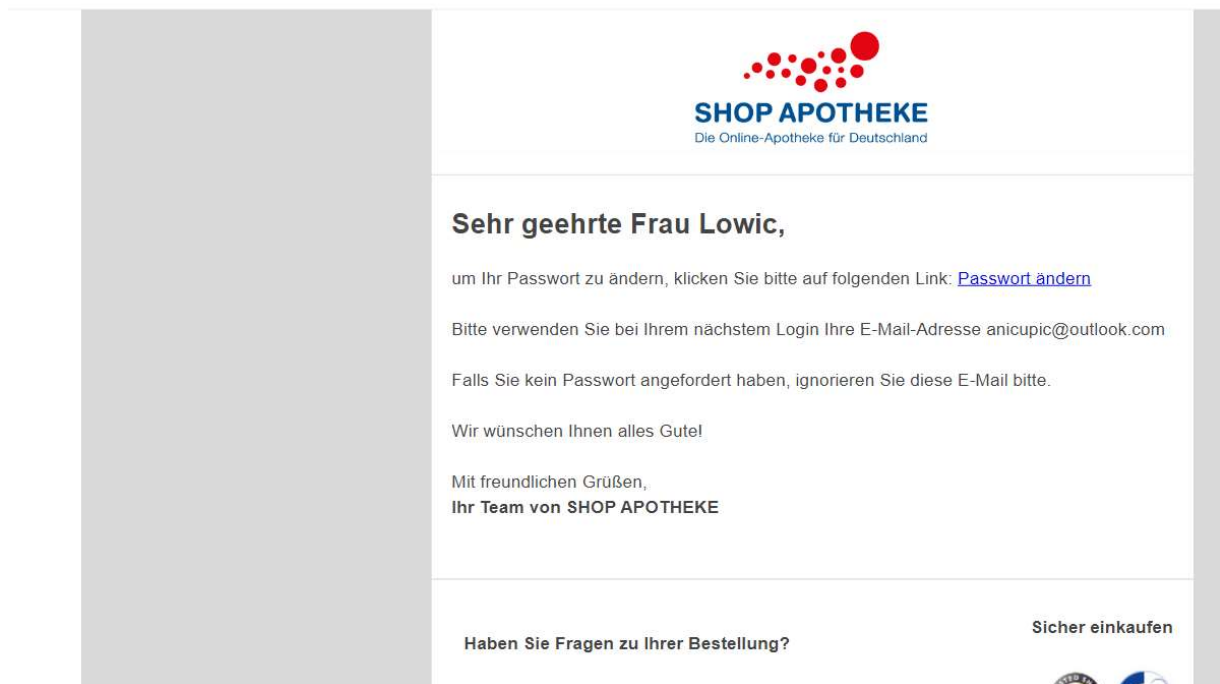 SHOP APOTHEKE
Die Online-Apotheke für Deutschland
Sehr geehrte Frau Lowic,
um Ihr Passwort zu ändern, klicken Sie bitte auf folgenden Link: Passwort ändern
Bitte verwenden Sie bei Ihrem nächstem Login Ihre E-Mail-Adresse anicupic@outlook.com
Falls Sie kein Passwort angefordert haben, ignorieren Sie diese E-Mail bitte.
Wir wünschen Ihnen alles Gute!
Mit freundlichen Grüßen,
Ihr Team von SHOP APOTHEKE
Sicher einkaufen
Haben Sie Fragen zu Ihrer Bestellung?